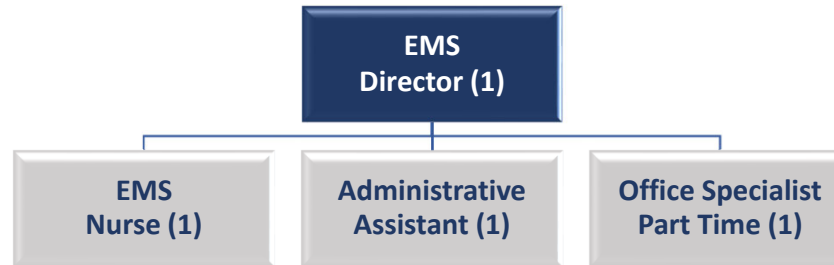 EMS
Director (1)
EMS
Nurse (1)
Administrative
Assistant (1)
Office Specialist
Part Time (1)